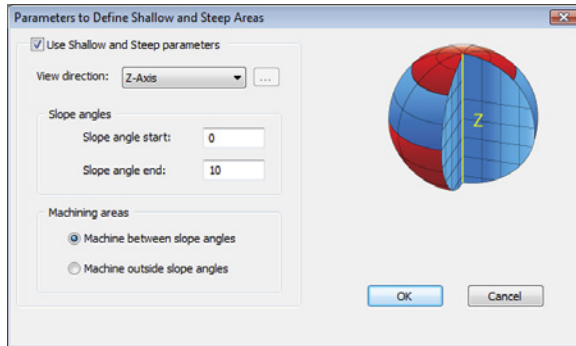 Parameters to Define Shallow and Steep Areas
Use Shallow and Steep parameters
View direction: Z-Axis ...
Slope angles
Slope angle start: 0
Slope angle end: 10
Machining areas
Machine between slope angles
Machine outside slope angles
Z
OK Cancel